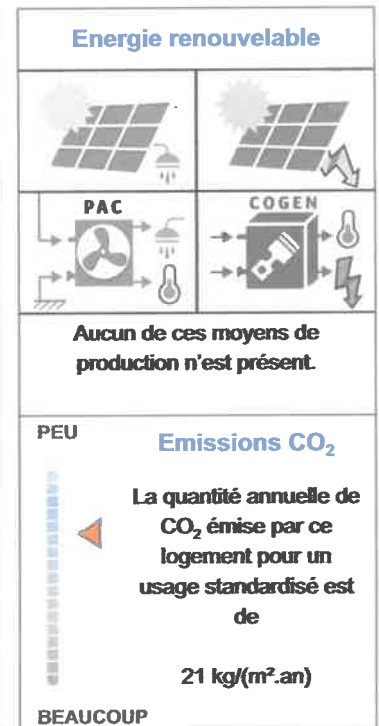 Energie renouvelable
PAC
COGEN
Aucun de ces moyens de
production n'est présent.
PEU
Emissions CO₂
La quantité annuelle de
CO₂ émise par ce
logement pour un
usage standardisé est
de
21 kg/(m².an)
BEAUCOUP